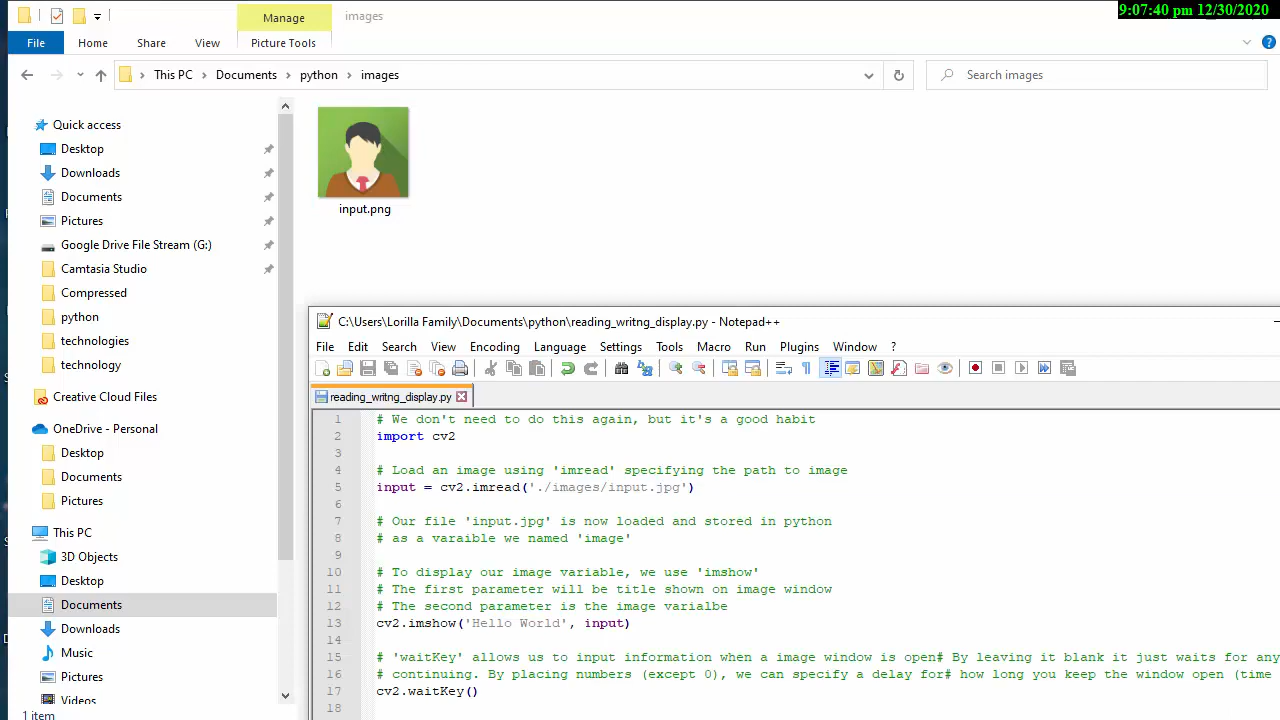 Manage
images
9:07:40 pm 12/30/2020
File
Home
Share
View
Picture Tools
?
This PC
Documents
python
images
Search images
Quick access
Desktop
Downloads
Documents
Pictures
Google Drive File Stream (G:)
Camtasia Studio
Compressed
python
technologies
technology
Creative Cloud Files
OneDrive - Personal
Desktop
Documents
Pictures
This PC
3D Objects
Desktop
Documents
Downloads
Music
Pictures
Videos
1 item
input.png
C:\Users\Lorilla Family\Documents\python\reading_writng_display.py - Notepad++
File Edit Search View Encoding Language Settings Tools Macro Run Plugins Window ?
reading_writng_display.py
1 # We don't need to do this again, but it's a good habit
2 import cv2
3
4 # Load an image using 'imread' specifying the path to image
5 input = cv2.imread('./images/input.jpg')
6
7 # Our file 'input.jpg' is now loaded and stored in python
8 # as a varaible we named 'image'
9
10 # To display our image variable, we use 'imshow'
11 # The first parameter will be title shown on image window
12 # The second parameter is the image varialbe
13 cv2.imshow('Hello World', input)
14
15 # 'waitKey' allows us to input information when a image window is open# By leaving it blank it just waits for any
16 # continuing. By placing numbers (except 0), we can specify a delay for# how long you keep the window open (time
17 cv2.waitKey()
18